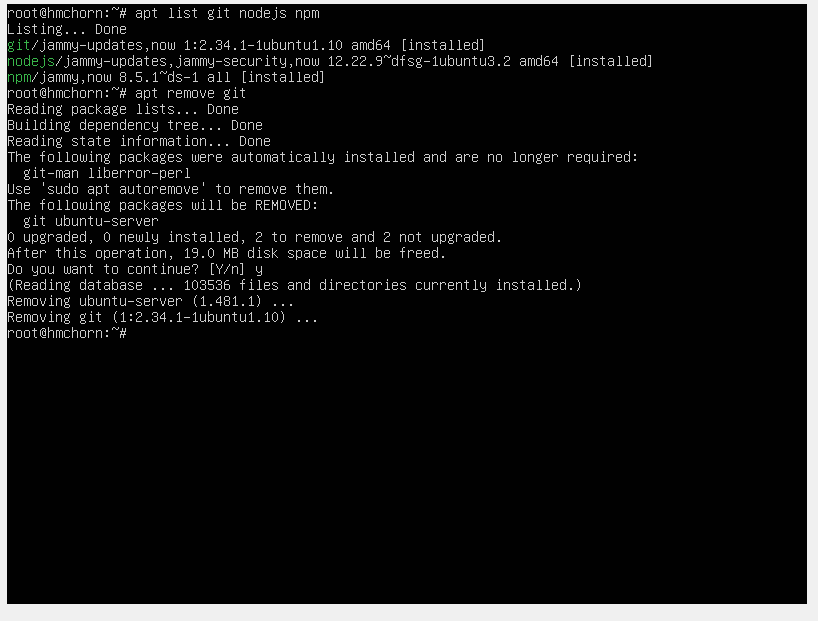 root@hmchorn:~# apt list git nodejs npm
Listing... Done
git/jammy-updates,now 1:2.34.1-1ubuntu1.10 amd64 [installed]
nodejs/jammy-updates,jammy-security,now 12.22.9~dfsg-1ubuntu3.2 amd64 [installed]
npm/jammy,now 8.5.1~ds-1 all [installed]
root@hmchorn:~# apt remove git
Reading package lists... Done
Building dependency tree... Done
Reading state information... Done
The following packages were automatically installed and are no longer required:
  git-man liberror-perl
Use 'sudo apt autoremove' to remove them.
The following packages will be REMOVED:
  git ubuntu-server
0 upgraded, 0 newly installed, 2 to remove and 2 not upgraded.
After this operation, 19.0 MB disk space will be freed.
Do you want to continue? [Y/n] y
(Reading database ... 103536 files and directories currently installed.)
Removing ubuntu-server (1.481.1) ...
Removing git (1:2.34.1-1ubuntu1.10) ...
root@hmchorn:~#